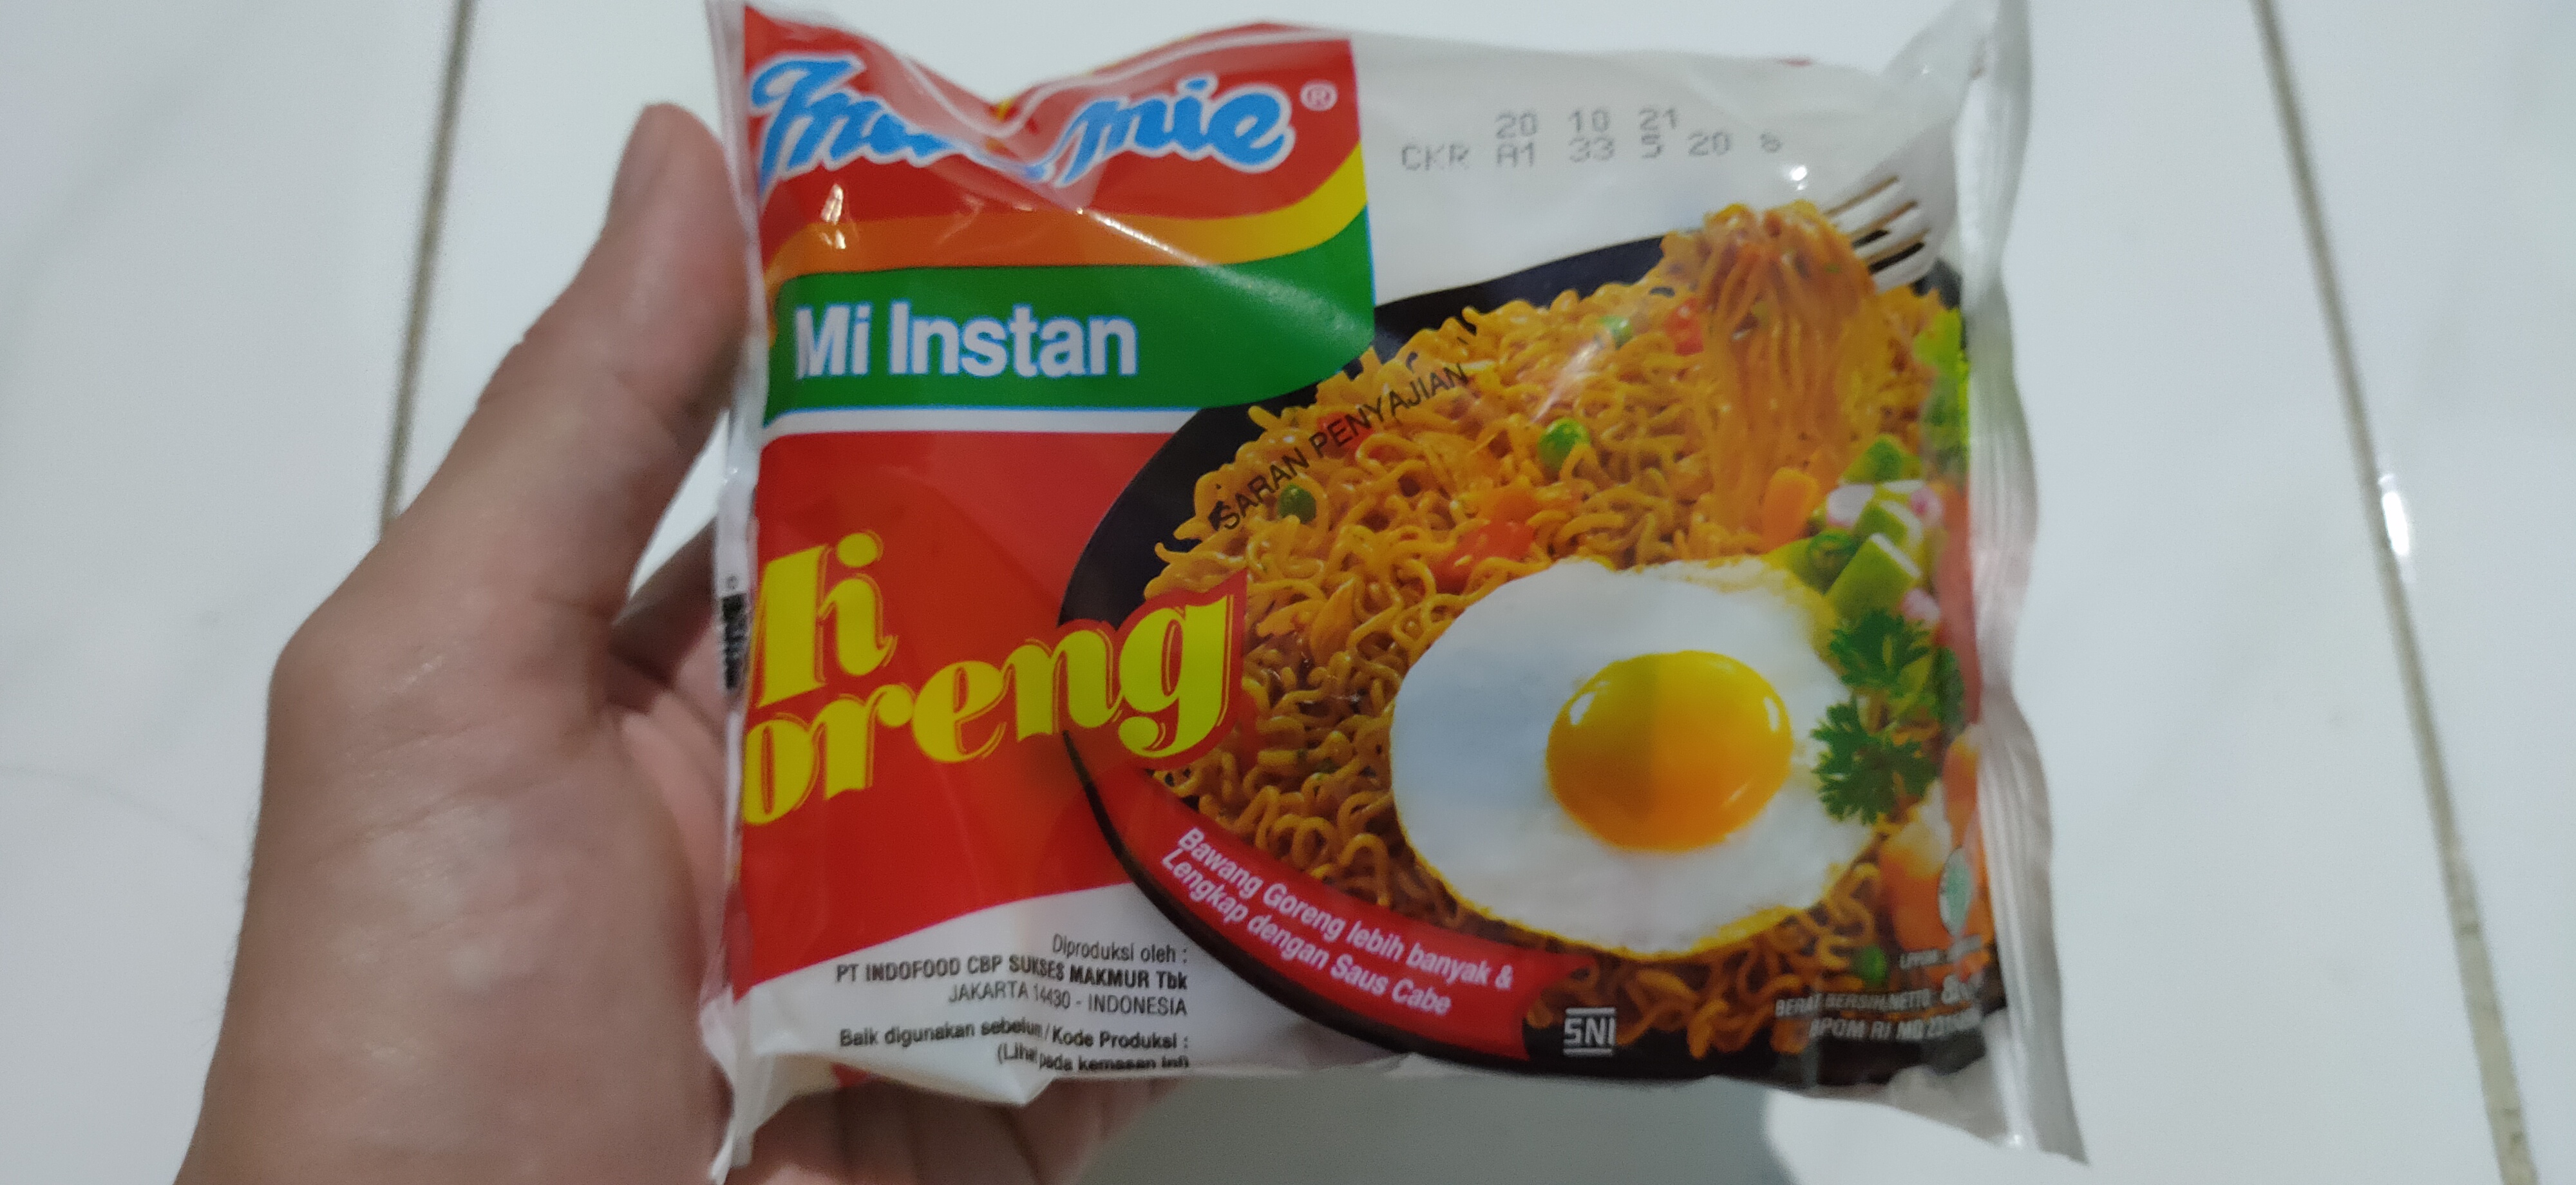 ®
20 10 21
CKR A1 33 5 20
Mi Instan
SARAN PENYAJIAN
Mi
oreng
Bawang Goreng lebih banyak &
Lengkap dengan Saus Cabe
Diproduksi oleh :
PT INDOFOOD CBP SUKSES MAKMUR Tbk
JAKARTA 14430 - INDONESIA
Baik digunakan sebelum/Kode Produksi :
(Lihat pada kemasan ini)
SNI
BERAT BERSIH/NETTO
BPOM RI MD